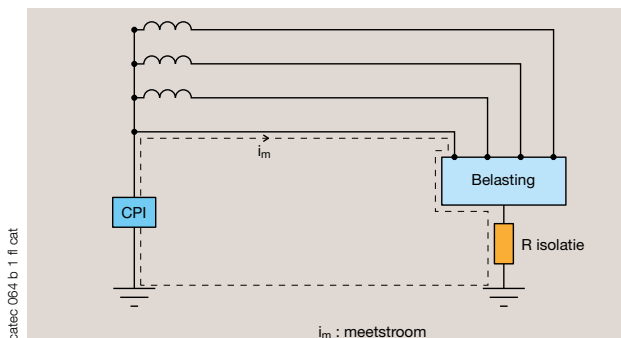 i_m
Belasting
CPI
R isolatie
i_m : meetstroom
catec 064 b 1 fl cat